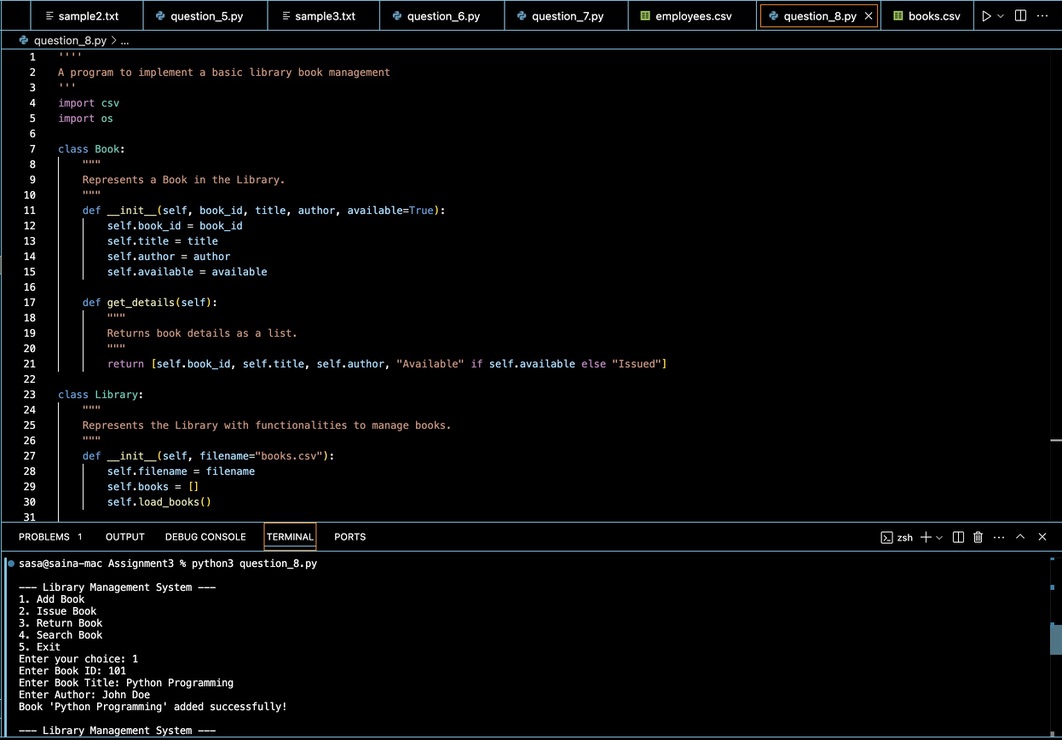 sample2.txt question_5.py sample3.txt question_6.py question_7.py employees.csv question_8.py books.csv
question_8.py > ...
1 ''''
2 A program to implement a basic library book management
3 '''
4 import csv
5 import os
6
7 class Book:
8 """
9 Represents a Book in the Library.
10 """
11 def __init__(self, book_id, title, author, available=True):
12 self.book_id = book_id
13 self.title = title
14 self.author = author
15 self.available = available
16
17 def get_details(self):
18 """
19 Returns book details as a list.
20 """
21 return [self.book_id, self.title, self.author, "Available" if self.available else "Issued"]
22
23 class Library:
24 """
25 Represents the Library with functionalities to manage books.
26 """
27 def __init__(self, filename="books.csv"):
28 self.filename = filename
29 self.books = []
30 self.load_books()
31
PROBLEMS 1 OUTPUT DEBUG CONSOLE TERMINAL PORTS zsh
sasa@saina-mac Assignment3 % python3 question_8.py
--- Library Management System ---
1. Add Book
2. Issue Book
3. Return Book
4. Search Book
5. Exit
Enter your choice: 1
Enter Book ID: 101
Enter Book Title: Python Programming
Enter Author: John Doe
Book 'Python Programming' added successfully!
--- Library Management System ---